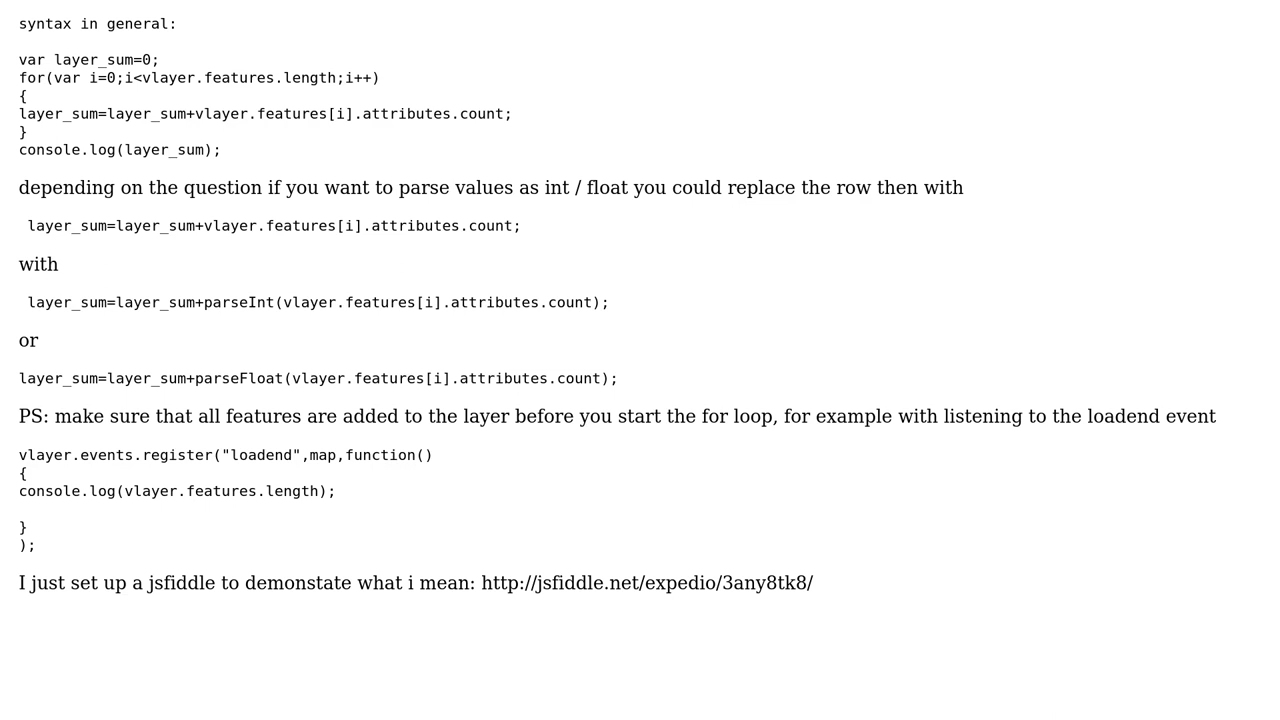 syntax in general:
var layer_sum=0;
for(var i=0;i<vlayer.features.length;i++)
{
layer_sum=layer_sum+vlayer.features[i].attributes.count;
}
console.log(layer_sum);
depending on the question if you want to parse values as int / float you could replace the row then with
layer_sum=layer_sum+vlayer.features[i].attributes.count;
with
layer_sum=layer_sum+parseInt(vlayer.features[i].attributes.count);
or
layer_sum=layer_sum+parseFloat(vlayer.features[i].attributes.count);
PS: make sure that all features are added to the layer before you start the for loop, for example with listening to the loadend event
vlayer.events.register("loadend",map,function()
{
console.log(vlayer.features.length);
}
);
I just set up a jsfiddle to demonstate what i mean: http://jsfiddle.net/expedio/3any8tk8/